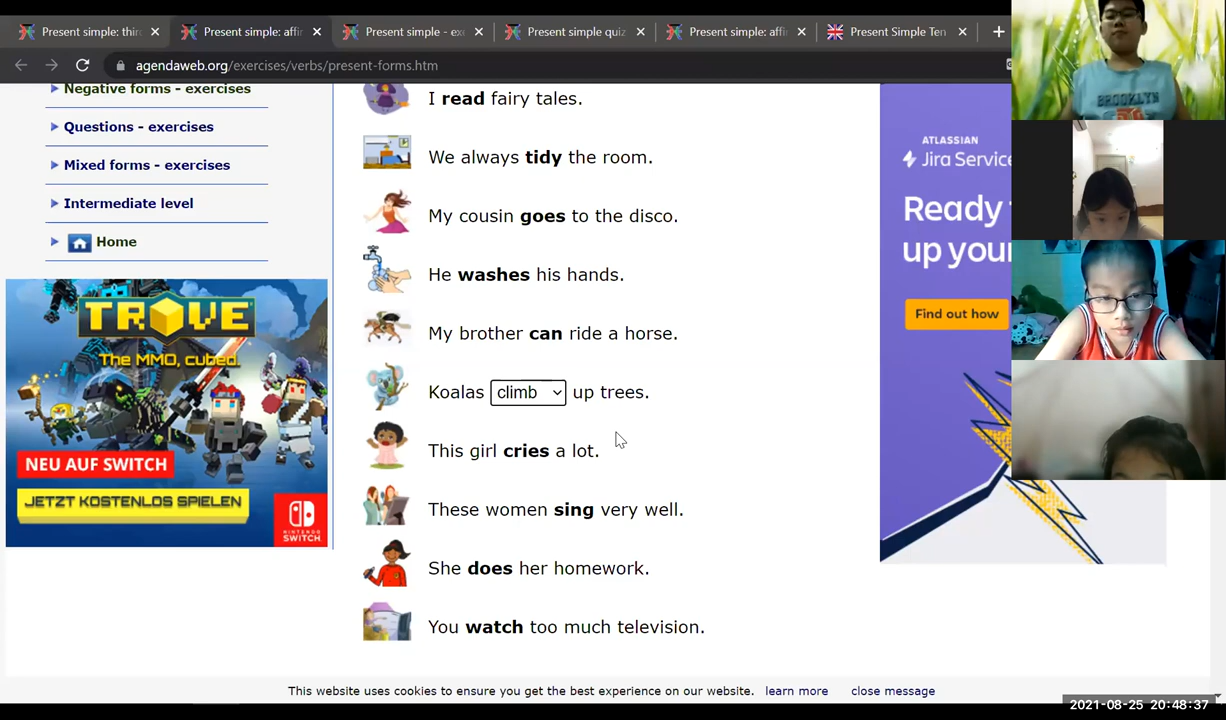 Present simple: thir
Present simple: affir
Present simple - exe
Present simple quiz
Present simple: affir
Present Simple Ten
agendaweb.org/exercises/verbs/present-forms.htm
Negative forms - exercises
Questions - exercises
Mixed forms - exercises
Intermediate level
Home
TROVE
The MMO, cubed.
NEU AUF SWITCH
JETZT KOSTENLOS SPIELEN
NINTENDO
SWITCH
I read fairy tales.
We always tidy the room.
My cousin goes to the disco.
He washes his hands.
My brother can ride a horse.
Koalas climb up trees.
This girl cries a lot.
These women sing very well.
She does her homework.
You watch too much television.
ATLASSIAN
Jira Servic
Ready
up your
Find out how
BROOKLYN
This website uses cookies to ensure you get the best experience on our website. learn more close message
2021-08-25 20:48:37